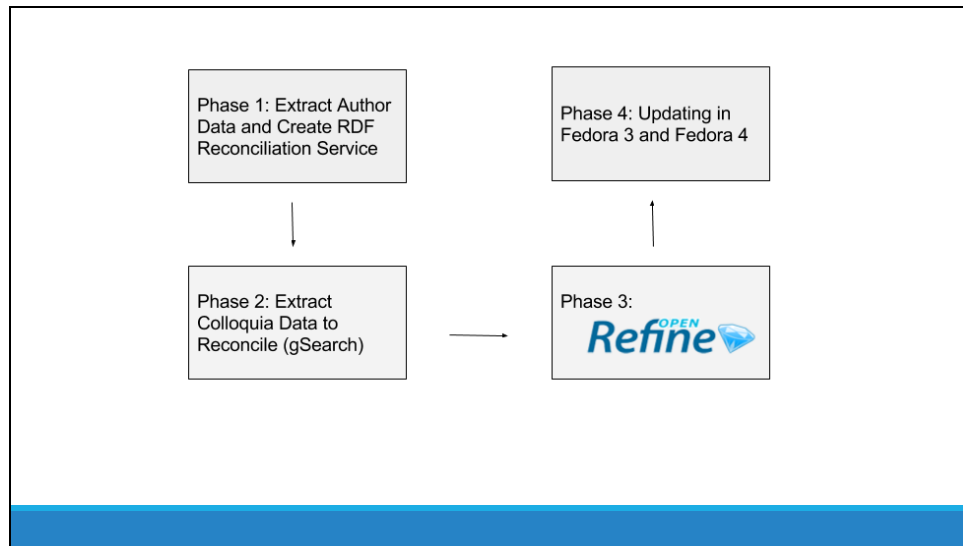 Phase 1: Extract Author
Data and Create RDF
Reconciliation Service
Phase 2: Extract
Colloquia Data to
Reconcile (gSearch)
Phase 3:
OPEN
Refine
Phase 4: Updating in
Fedora 3 and Fedora 4